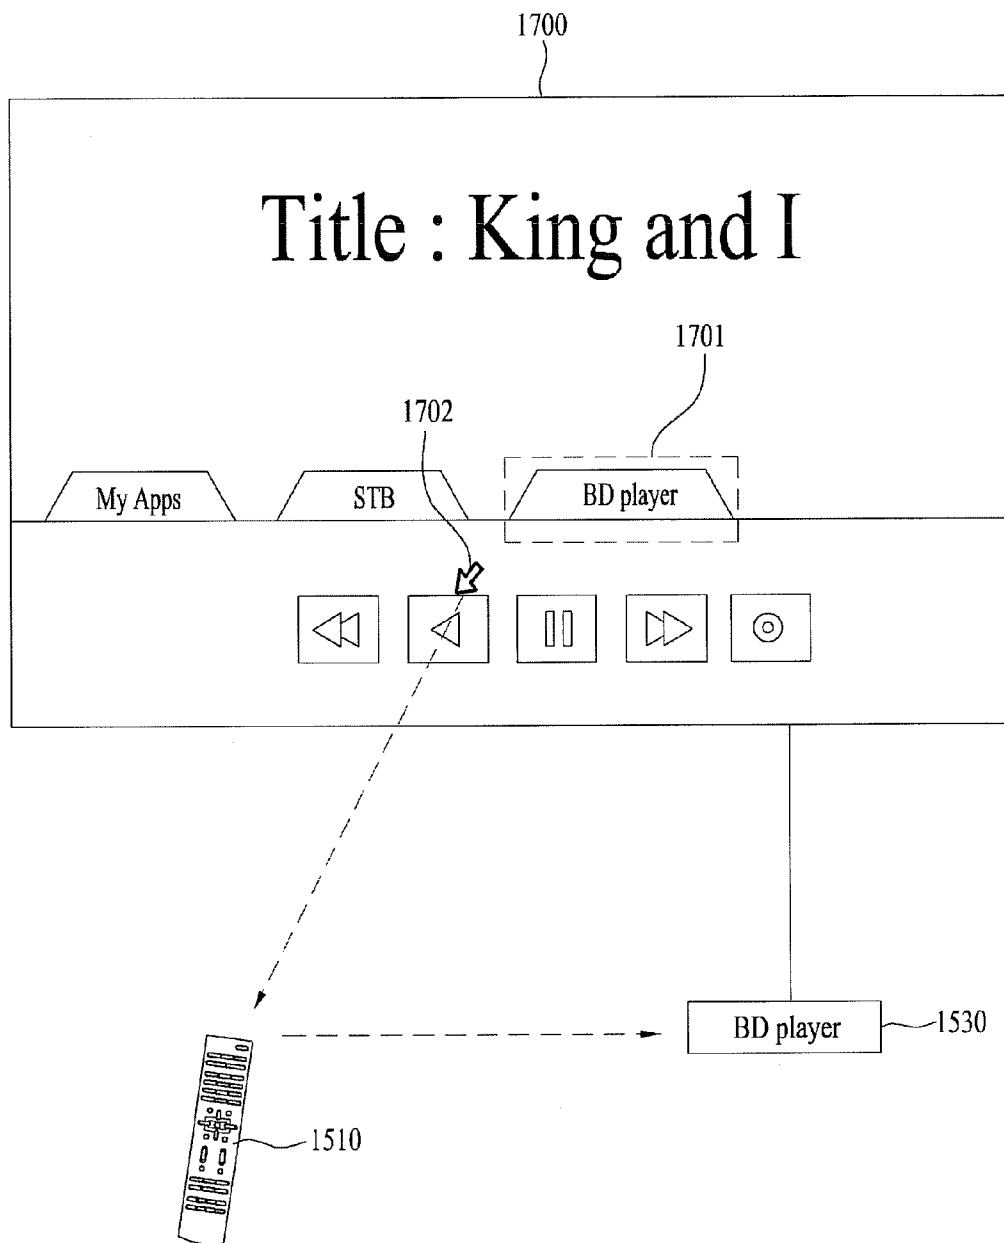 1700
Title : King and I
1701
1702
My Apps
STB
BD player
BD player
1530
1510